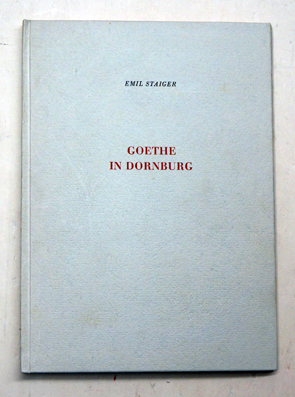 EMIL STAIGER
GOETHE
IN DORNBURG